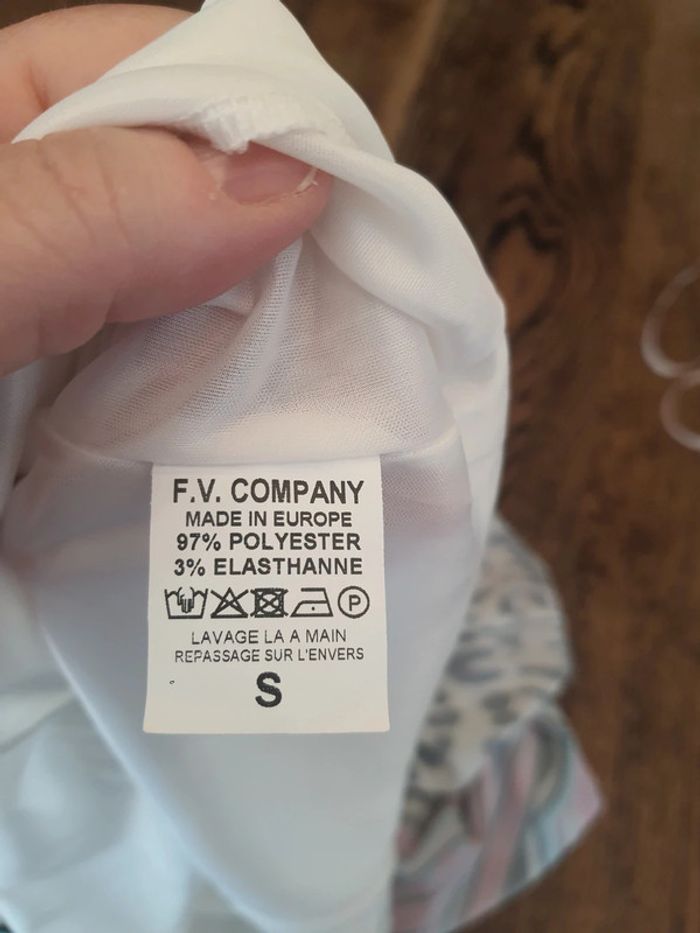 F.V. COMPANY
MADE IN EUROPE
97% POLYESTER
3% ELASTHANNE
P
LAVAGE LA A MAIN
REPASSAGE SUR L'ENVERS
S